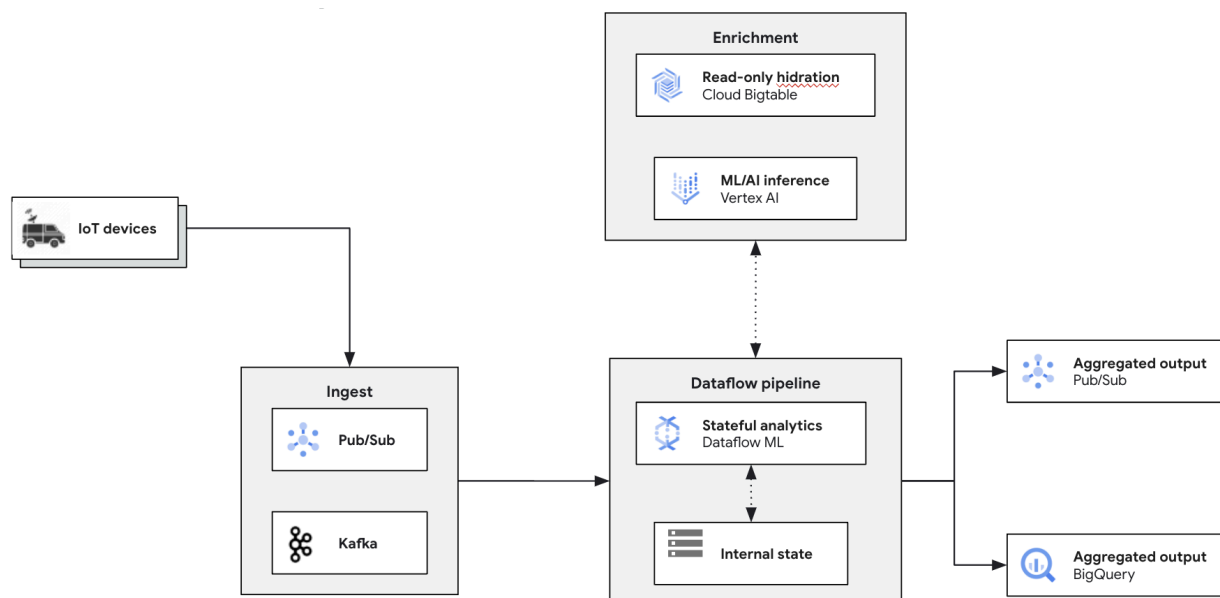 Enrichment
Read-only hidration
Cloud Bigtable
ML/AI inference
Vertex AI
IoT devices
Ingest
Pub/Sub
Kafka
Dataflow pipeline
Stateful analytics
Dataflow ML
Internal state
Aggregated output
Pub/Sub
Aggregated output
BigQuery